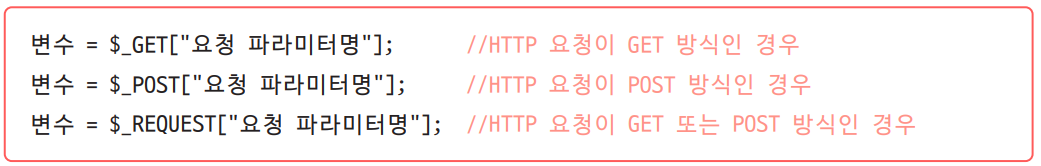 변수 = $_GET["요청 파라미터명"]; //HTTP 요청이 GET 방식인 경우
변수 = $_POST["요청 파라미터명"]; //HTTP 요청이 POST 방식인 경우
변수 = $_REQUEST["요청 파라미터명"]; //HTTP 요청이 GET 또는 POST 방식인 경우